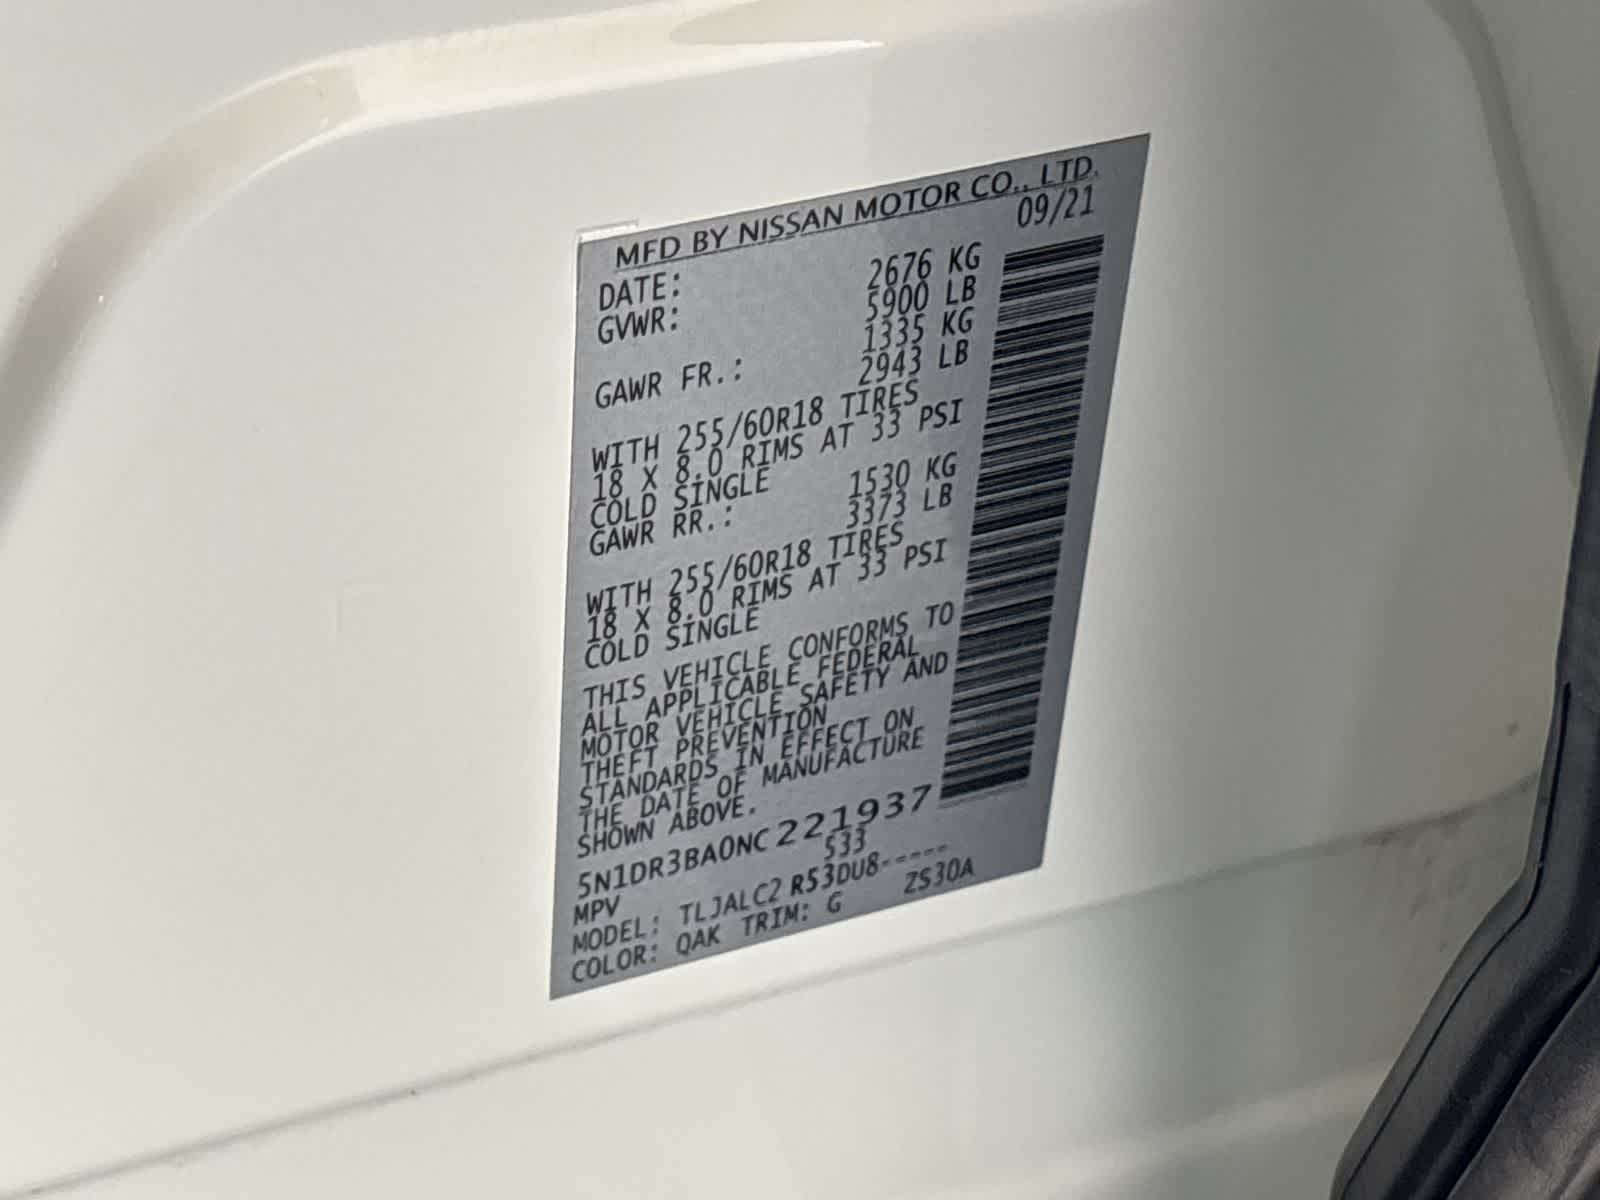 MFD BY NISSAN MOTOR CO., LTD.
DATE: 09/21
GVWR: 2676 KG
5900 LB
GAWR FR.: 1335 KG
2943 LB
WITH 255/60R18 TIRES
18 X 8.0 RIMS AT 33 PSI
COLD SINGLE
GAWR RR.: 1530 KG
3373 LB
WITH 255/60R18 TIRES
18 X 8.0 RIMS AT 33 PSI
COLD SINGLE
THIS VEHICLE CONFORMS TO
ALL APPLICABLE FEDERAL
MOTOR VEHICLE SAFETY AND
THEFT PREVENTION
STANDARDS IN EFFECT ON
THE DATE OF MANUFACTURE
SHOWN ABOVE.
5N1DR3BA0NC221937
MPV 533
MODEL: TLJALC2 R53DU8-----
COLOR: QAK TRIM: G ZS30A